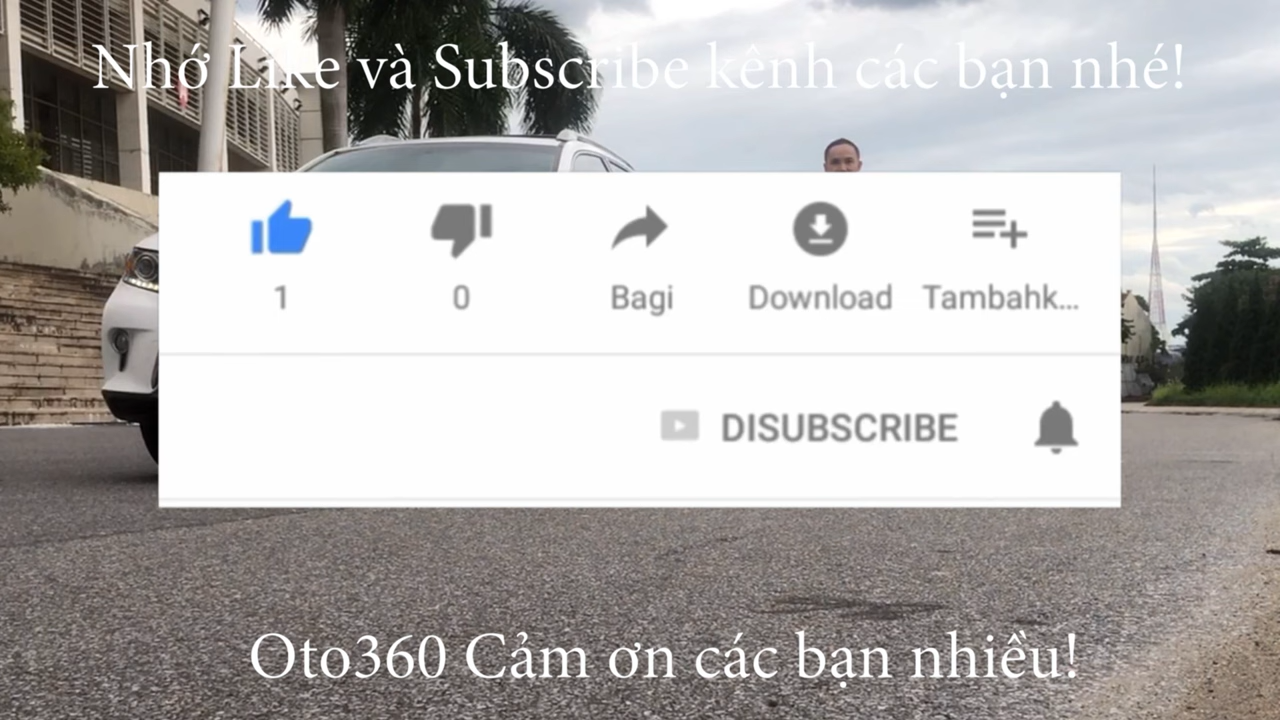 Nhớ Like và Subscribe kênh các bạn nhé!
1 0 Bagi Download Tambahk...
DISUBSCRIBE
Oto360 Cảm ơn các bạn nhiều!